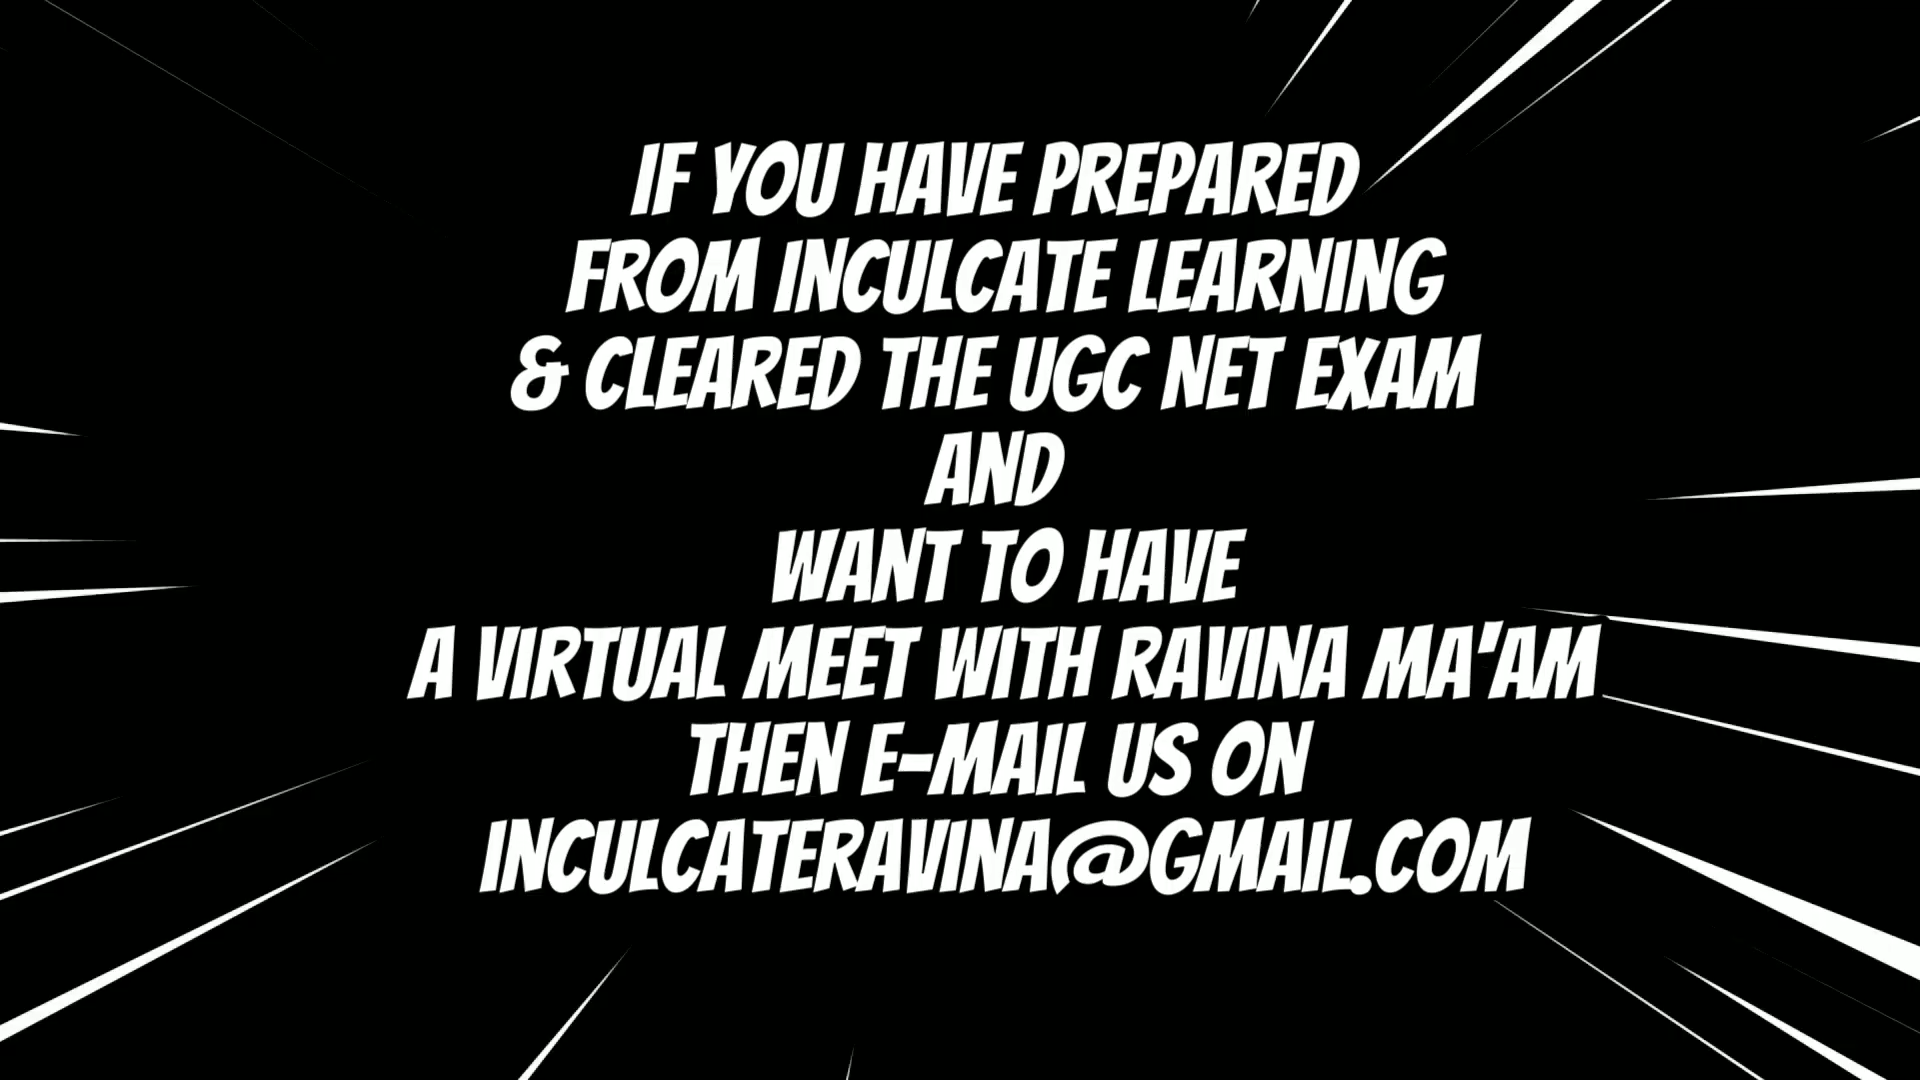 IF YOU HAVE PREPARED
FROM INCULCATE LEARNING
& CLEARED THE UGC NET EXAM
AND
WANT TO HAVE
A VIRTUAL MEET WITH RAVINA MA'AM
THEN E-MAIL US ON
INCULCATERAVINA@GMAIL.COM